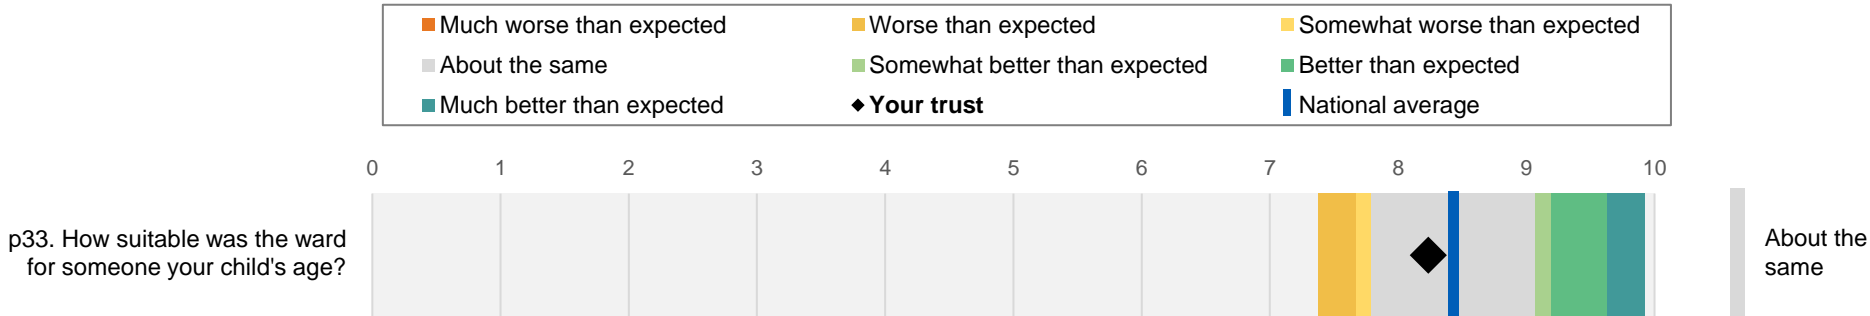 Much worse than expected
Worse than expected
Somewhat worse than expected
About the same
Somewhat better than expected
Better than expected
Much better than expected
Your trust
National average
0 1 2 3 4 5 6 7 8 9 10
p33. How suitable was the ward
for someone your child's age?
About the
same